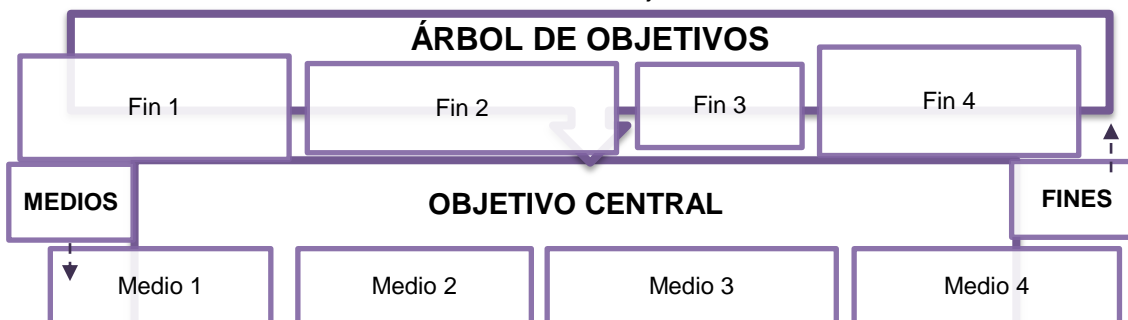 ÁRBOL DE OBJETIVOS
Fin 1
Fin 2
Fin 3
Fin 4
MEDIOS
OBJETIVO CENTRAL
FINES
Medio 1
Medio 2
Medio 3
Medio 4